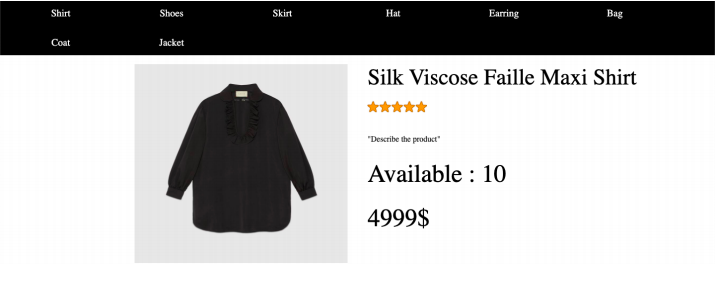 Shirt Shoes Skirt Hat Earring Bag
Coat Jacket
Silk Viscose Faille Maxi Shirt
"Describe the product"
Available : 10
4999$